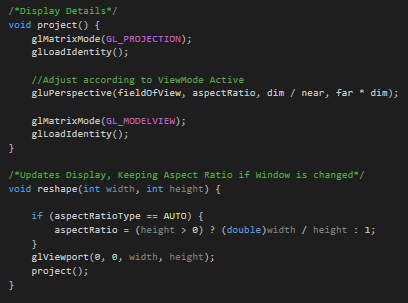 /*Display Details*/
void project() {
    glMatrixMode(GL_PROJECTION);
    glLoadIdentity();

    //Adjust according to ViewMode Active
    gluPerspective(fieldOfView, aspectRatio, dim / near, far * dim);

    glMatrixMode(GL_MODELVIEW);
    glLoadIdentity();
}

/*Updates Display, Keeping Aspect Ratio if Window is changed*/
void reshape(int width, int height) {

    if (aspectRatioType == AUTO) {
        aspectRatio = (height > 0) ? (double)width / height : 1;
    }
    glViewport(0, 0, width, height);
    project();
}